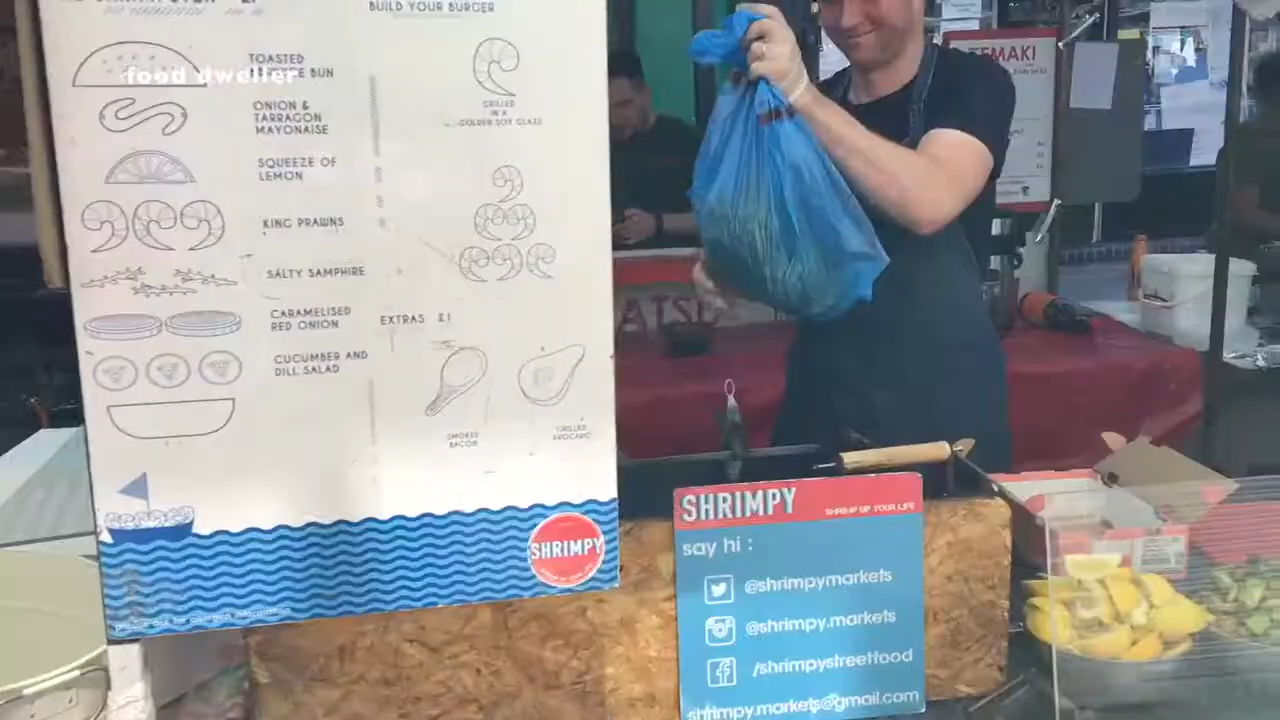 BUILD YOUR BURGER
TOASTED
BUN
food dweller
ONION &
TARRAGON
MAYONAISE
SQUEEZE OF
LEMON
KING PRAWNS
SALTY SAMPHIRE
CARAMELISED
RED ONION
CUCUMBER AND
DILL SALAD
GRILLED
IN A
GOLDEN SOY GLAZE
EXTRAS £1
SMOKED
BACON
GRILLED
AVOCARO
SHRIMPY
TEMAKI
SHRIMPY
SHRIMP UP YOUR LIFE
say hi :
@shrimpymarkets
@shrimpy.markets
/shrimpystreetfood
shrimpy.markets@gmail.com